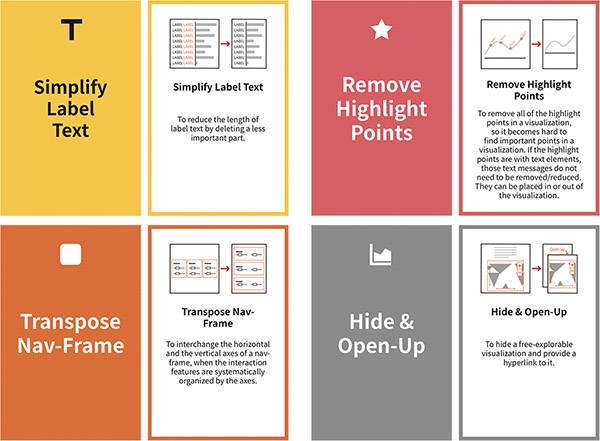 T
Simplify
Label
Text
LABEL LABEL
LABEL LABEL
LABEL LABEL
LABEL LABEL
LABEL LABEL
LABEL LABEL
LABEL LABEL
LABEL
LABEL
LABEL
LABEL
LABEL
LABEL
LABEL
Simplify Label Text
To reduce the length of
label text by deleting a less
important part.
Remove
Highlight
Points
Remove Highlight
Points
To remove all of the highlight
points in a visualization,
so it becomes hard to
find important points in a
visualization. If the highlight
points are with text elements,
those text messages do not
need to be removed/reduced.
They can be placed in or out
of the visualization.
Transpose
Nav-Frame
Transpose Nav-
Frame
To interchange the horizontal
and the vertical axes of a nav-
frame, when the interaction
features are systematically
organized by the axes.
Hide &
Open-Up
Open up
Hide & Open-Up
To hide a free-explorable
visualization and provide a
hyperlink to it.